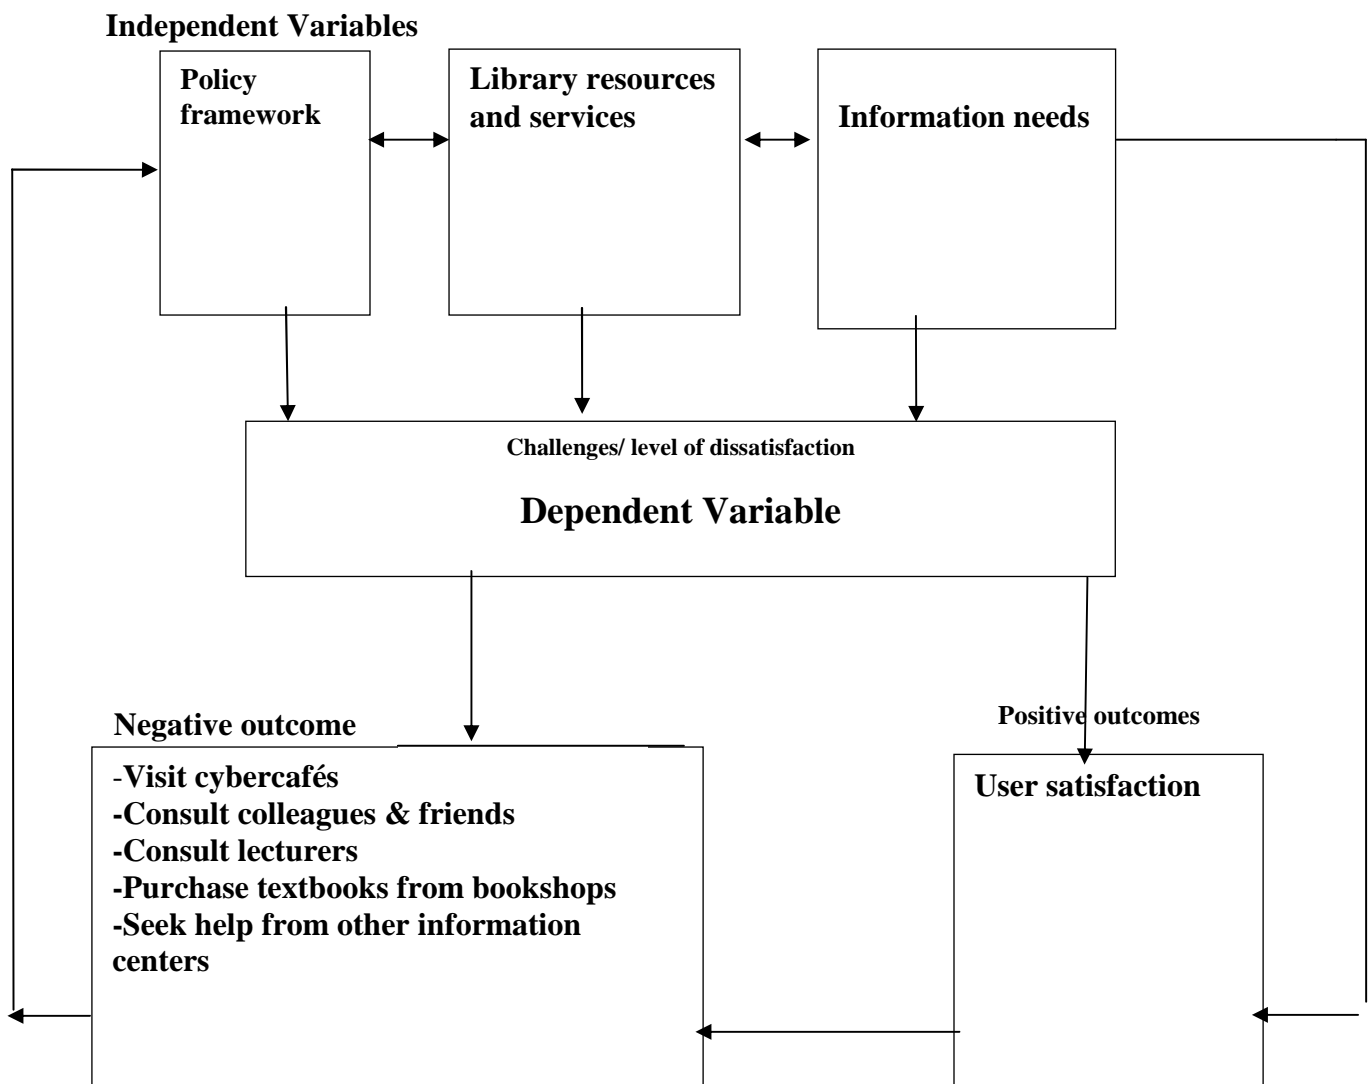 Independent Variables
Policy
framework
Library resources
and services
Information needs
Challenges/ level of dissatisfaction
Dependent Variable
Negative outcome
-Visit cybercafés
-Consult colleagues & friends
-Consult lecturers
-Purchase textbooks from bookshops
-Seek help from other information
centers
Positive outcomes
User satisfaction